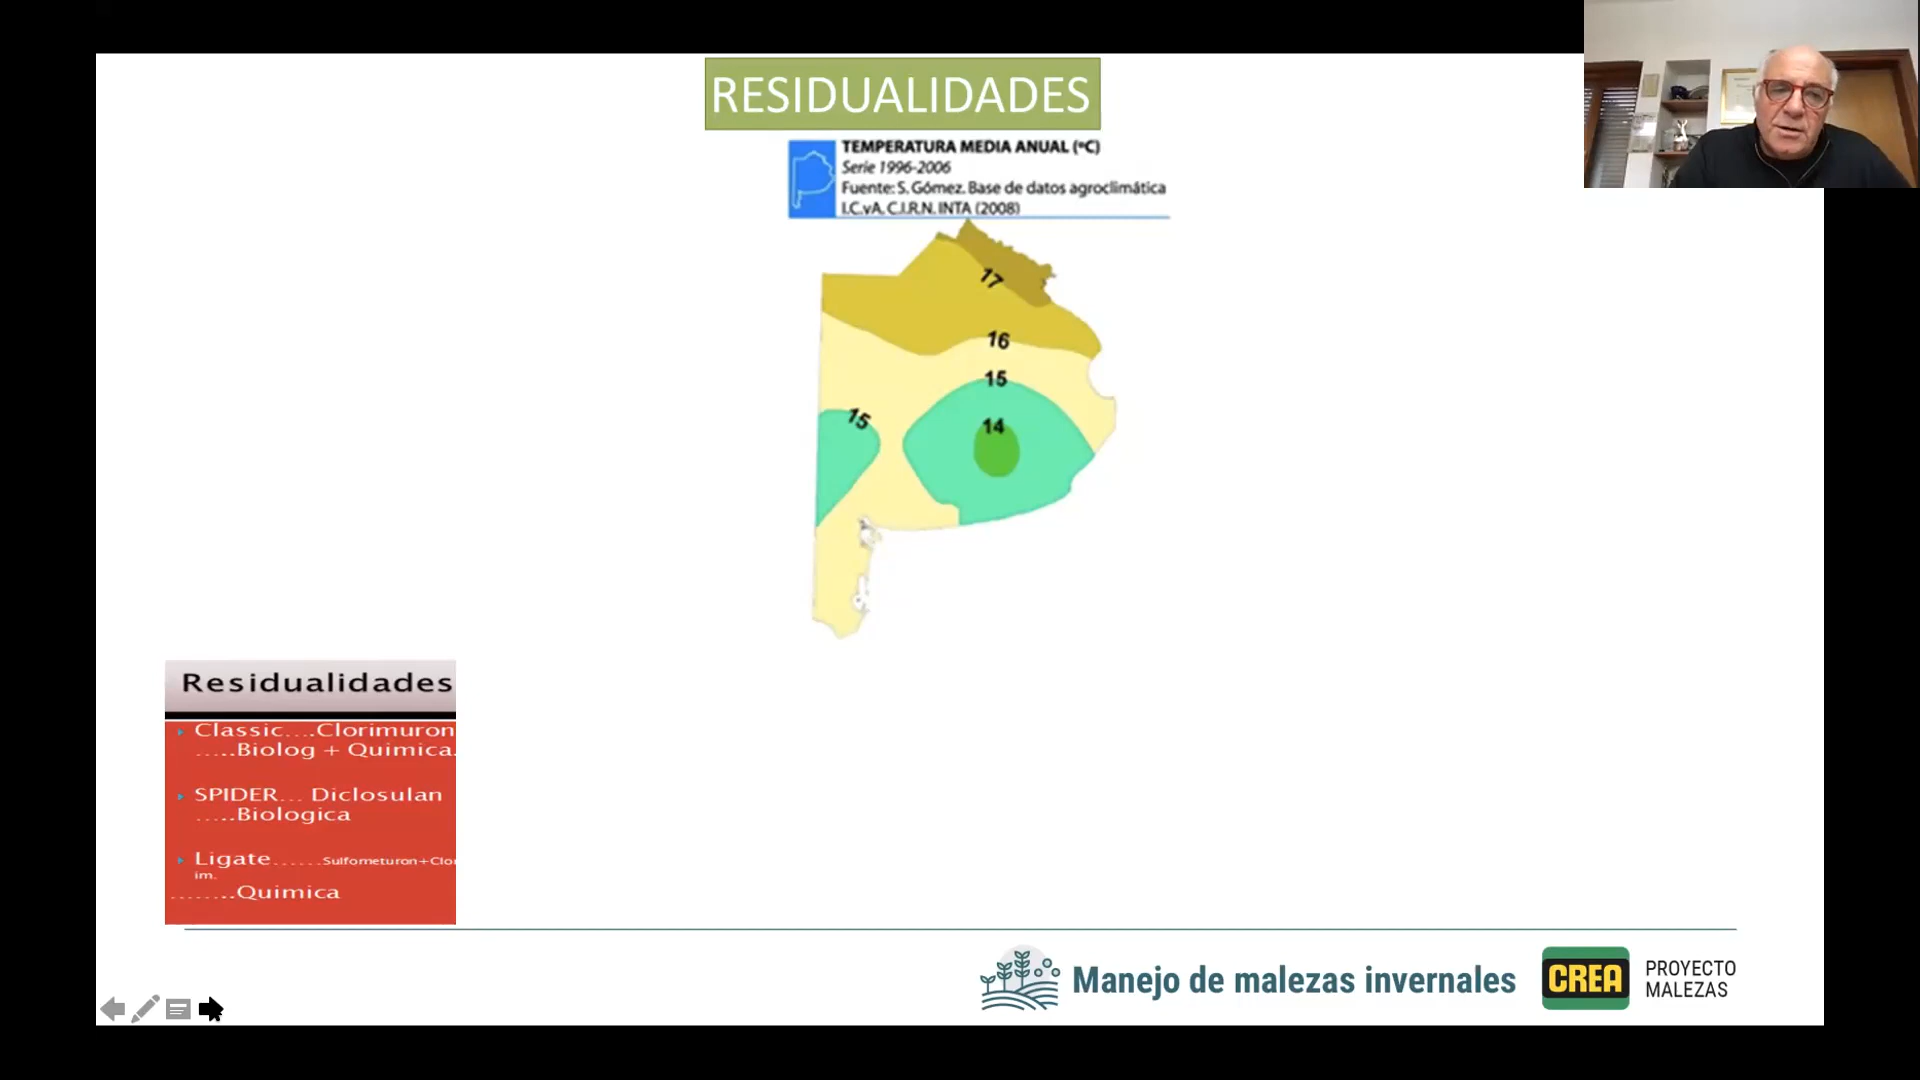 RESIDUALIDADES
TEMPERATURA MEDIA ANUAL (ºC)
Serie 1996-2006
Fuente: S. Gómez. Base de datos agroclimática
I.C.yA. C.I.R.N. INTA (2008)
17
16
15
15
14
Residualidades
Classic....Clorimuron
.....Biolog + Quimica.
SPIDER... Diclosulan
.....Biologica
Ligate......Sulfometuron+Clor
im.
........Quimica
Manejo de malezas invernales
CREA
PROYECTO
MALEZAS